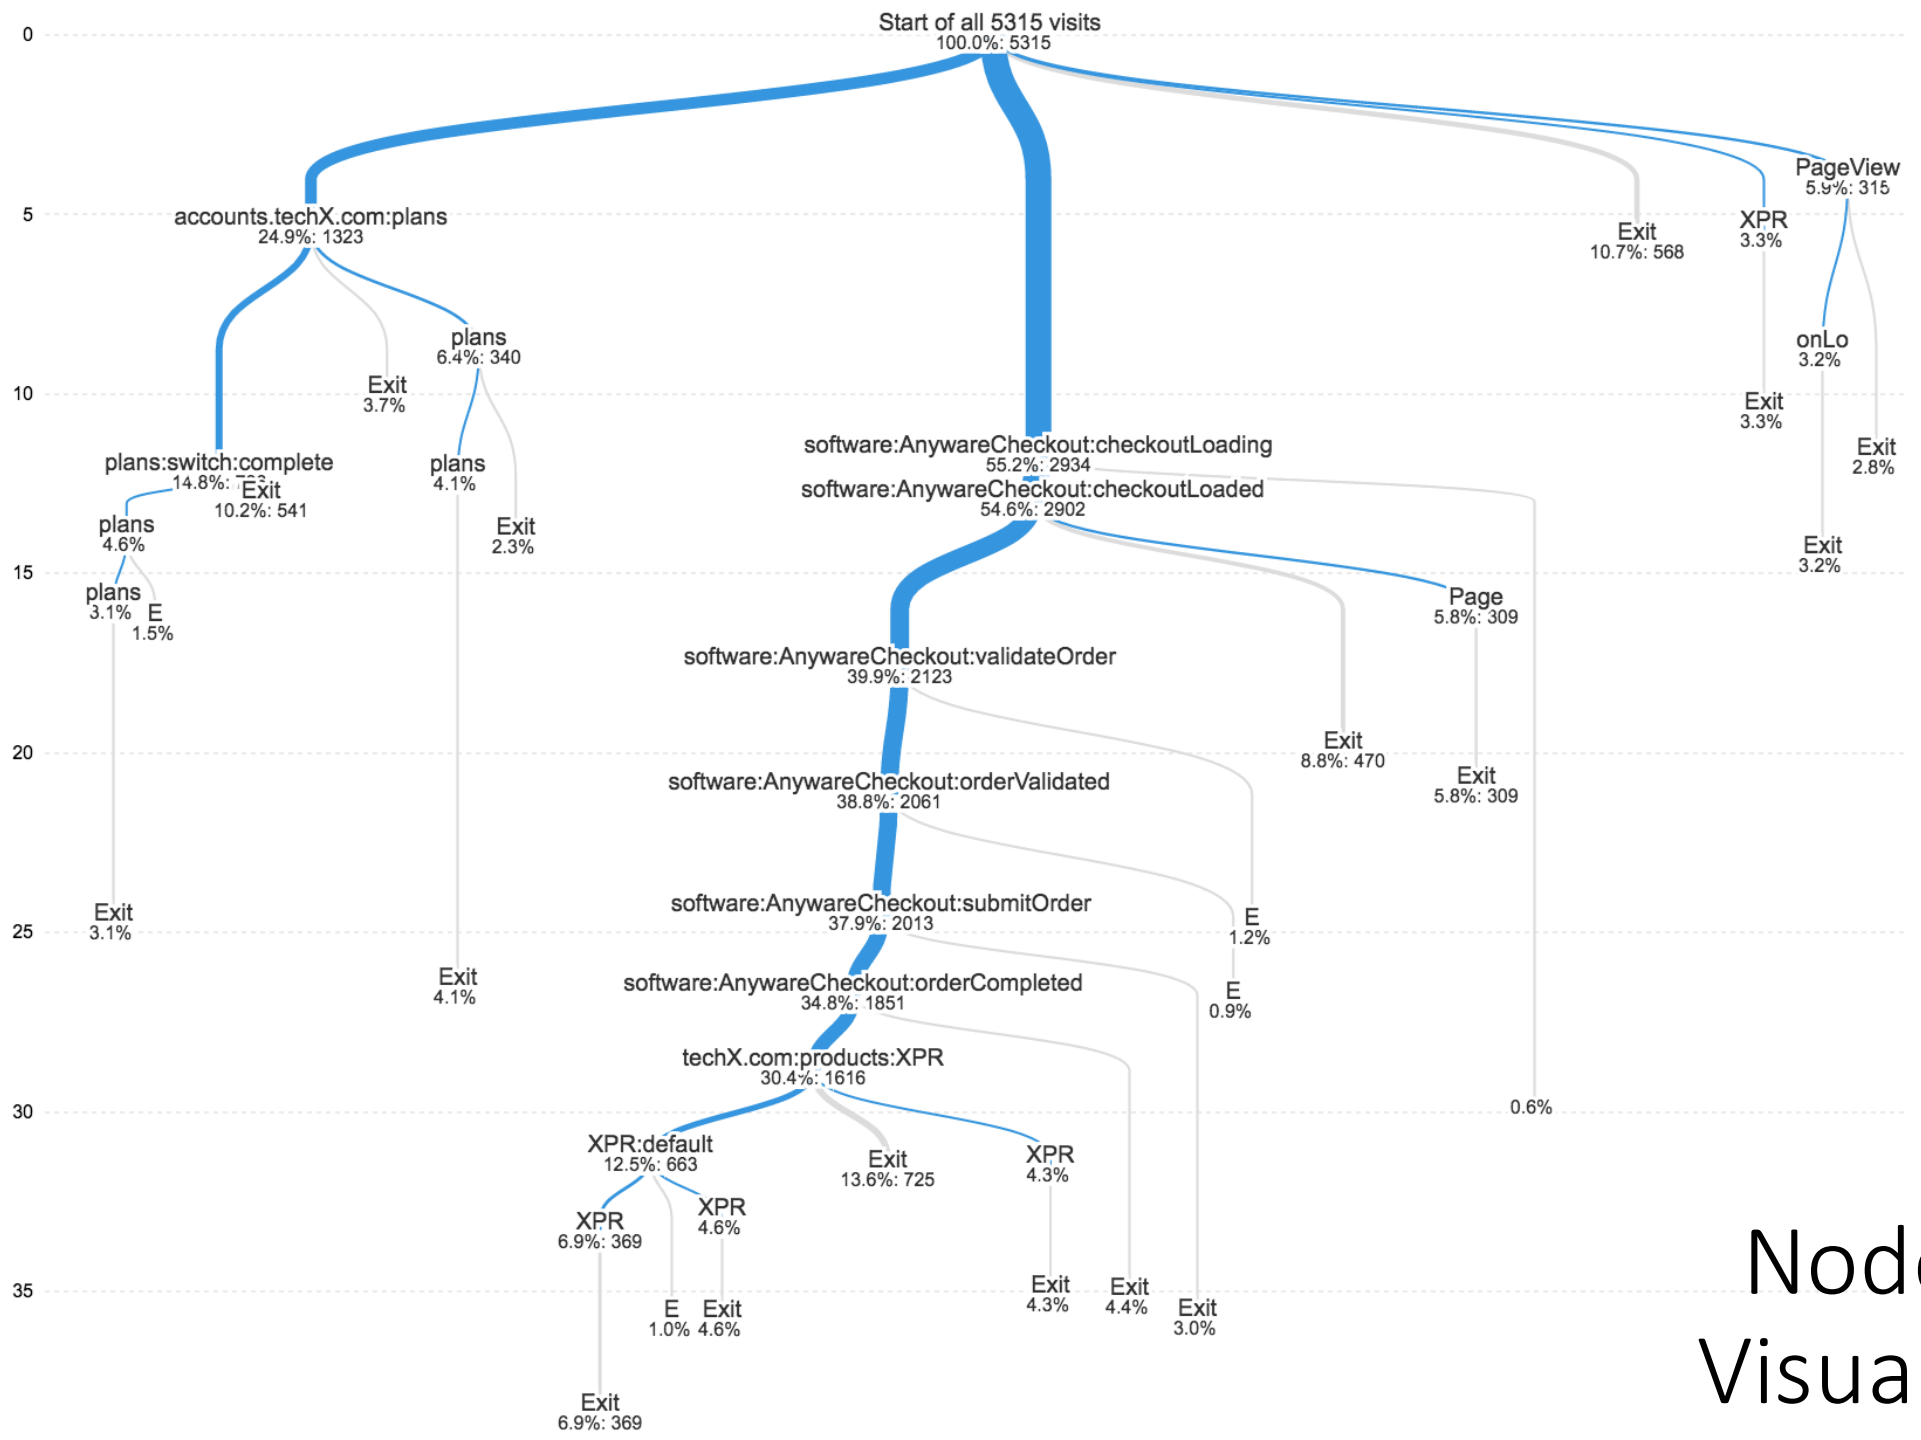 Start of all 5315 visits
100.0%: 5315
0
PageView
5.9%: 315
accounts.techX.com:plans
24.9%: 1323
5
XPR
3.3%
Exit
10.7%: 568
plans
6.4%: 340
onLo
3.2%
Exit
3.7%
10
Exit
3.3%
software:AnywareCheckout:checkoutLoading
55.2%: 2934
Exit
2.8%
plans:switch:complete
14.8%:
plans
4.1%
Exit
10.2%: 541
software:AnywareCheckout:checkoutLoaded
54.6%: 2902
plans
4.6%
Exit
2.3%
Exit
3.2%
15
plans
3.1%
E
1.5%
Page
5.8%: 309
software:AnywareCheckout:validateOrder
39.9%: 2123
20
Exit
8.8%: 470
Exit
5.8%: 309
software:AnywareCheckout:orderValidated
38.8%: 2061
software:AnywareCheckout:submitOrder
37.9%: 2013
Exit
3.1%
E
1.2%
25
Exit
4.1%
software:AnywareCheckout:orderCompleted
34.8%: 1851
E
0.9%
techX.com:products:XPR
30.4%: 1616
30
0.6%
XPR:default
12.5%: 663
Exit
13.6%: 725
XPR
4.3%
XPR
6.9%: 369
XPR
4.6%
35
Exit
4.3%
Exit
4.4%
Exit
3.0%
E
1.0%
Exit
4.6%
Exit
6.9%: 369
Nod
Visua